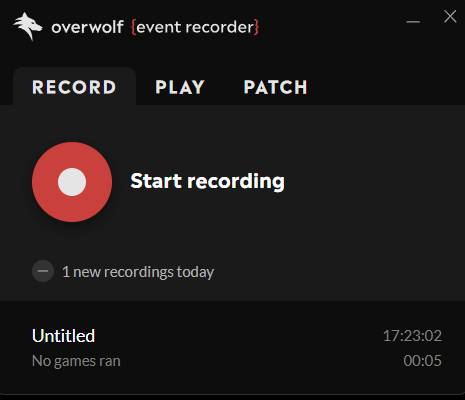 overwolf {event recorder}
RECORD PLAY PATCH
Start recording
1 new recordings today
Untitled 17:23:02
No games ran 00:05